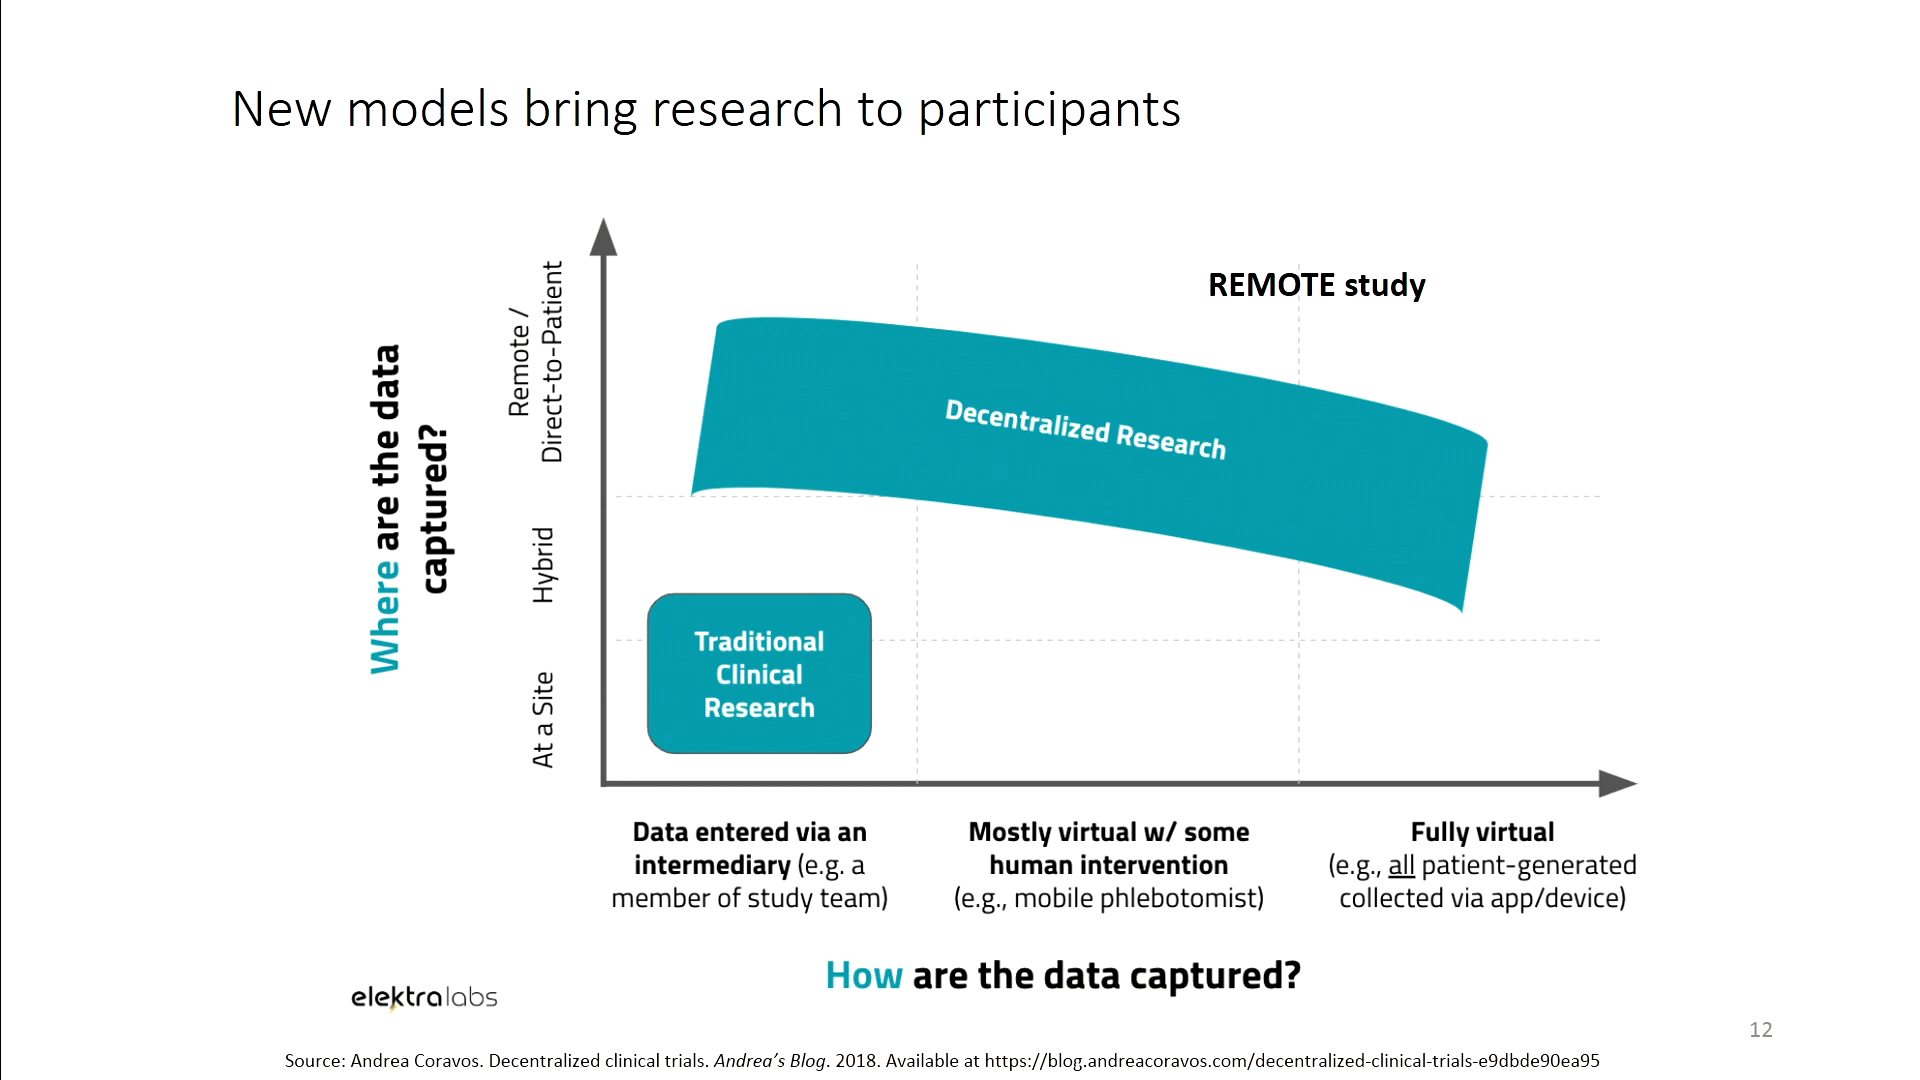 New models bring research to participants
REMOTE study
Where are the data
captured?
Remote /
Direct-to-Patient
Hybrid
At a Site
Decentralized Research
Traditional
Clinical
Research
Data entered via an
intermediary (e.g. a
member of study team)
Mostly virtual w/ some
human intervention
(e.g., mobile phlebotomist)
Fully virtual
(e.g., all patient-generated
collected via app/device)
How are the data captured?
elektralabs
12
Source: Andrea Coravos. Decentralized clinical trials. Andrea’s Blog. 2018. Available at https://blog.andreacoravos.com/decentralized-clinical-trials-e9dbde90ea95